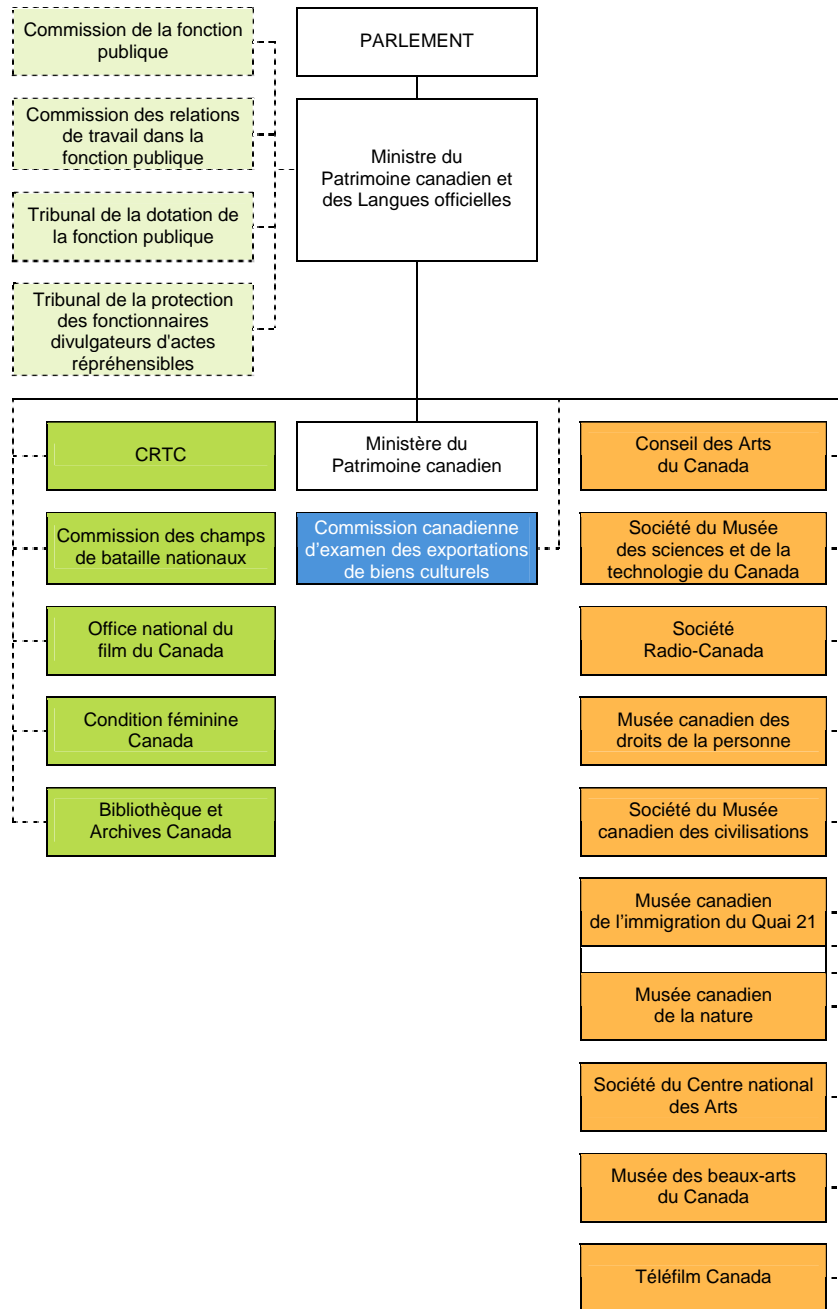 Commission de la fonction
publique
PARLEMENT
Commission des relations
de travail dans la
fonction publique
Ministre du
Patrimoine canadien et
des Langues officielles
Tribunal de la dotation de
la fonction publique
Tribunal de la protection
des fonctionnaires
divulgateurs d'actes
répréhensibles
CRTC
Ministère du
Patrimoine canadien
Conseil des Arts
du Canada
Commission des champs
de bataille nationaux
Commission canadienne
d'examen des exportations
de biens culturels
Société du Musée
des sciences et de la
technologie du Canada
Office national du
film du Canada
Société
Radio-Canada
Condition féminine
Canada
Musée canadien des
droits de la personne
Bibliothèque et
Archives Canada
Société du Musée
canadien des civilisations
Musée canadien
de l'immigration du Quai 21
Musée canadien
de la nature
Société du Centre national
des Arts
Musée des beaux-arts
du Canada
Téléfilm Canada